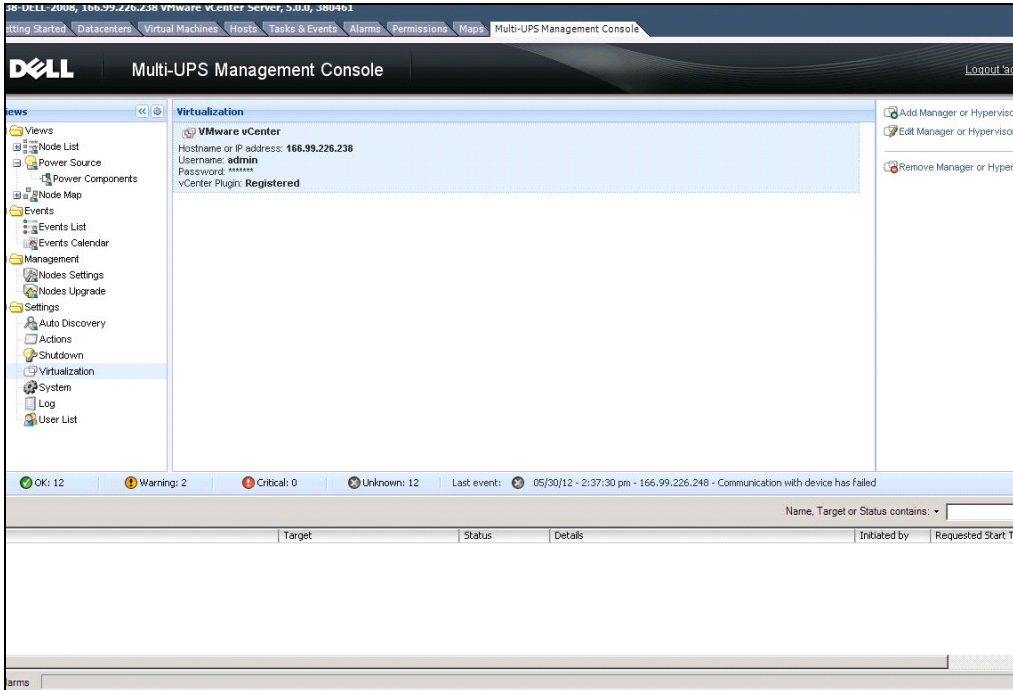 38-DELL-2008, 166.99.226.238 VMware vCenter Server, 5.0.0, 380461
etting Started Datacenters Virtual Machines Hosts Tasks & Events Alarms Permissions Maps Multi-UPS Management Console
DELL Multi-UPS Management Console Logout 'ad
iews
Views
Node List
Power Source
Power Components
Node Map
Events
Events List
Events Calendar
Management
Nodes Settings
Nodes Upgrade
Settings
Auto Discovery
Actions
Shutdown
Virtualization
System
Log
User List
Virtualization
VMware vCenter
Hostname or IP address: 166.99.226.238
Username: admin
Password: *******
vCenter Plugin: Registered
Add Manager or Hyperviso
Edit Manager or Hyperviso
Remove Manager or Hyper
OK: 12 Warning: 2 Critical: 0 Unknown: 12 Last event: 05/30/12 - 2:37:30 pm - 166.99.226.248 - Communication with device has failed
Name, Target or Status contains:
Target Status Details Initiated by Requested Start T
larms